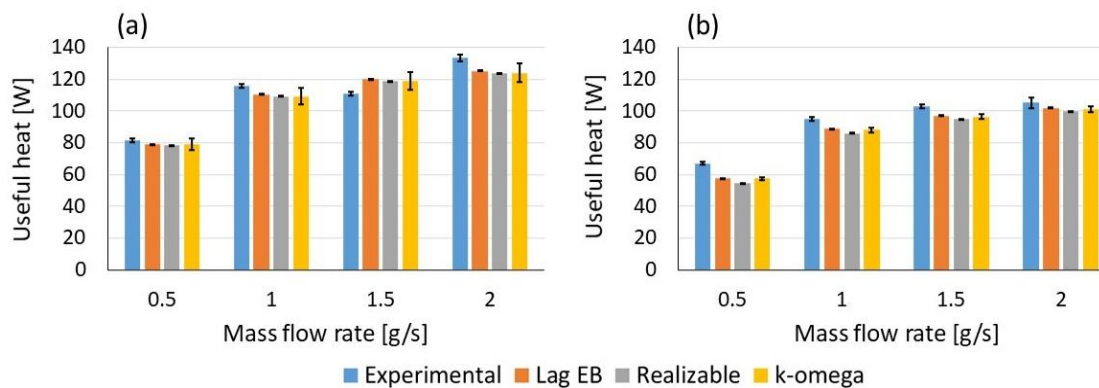 (a)
140
120
100
80
60
40
20
0
Useful heat [W]
0.5 1 1.5 2
Mass flow rate [g/s]
(b)
140
120
100
80
60
40
20
0
Useful heat [W]
0.5 1 1.5 2
Mass flow rate [g/s]
Experimental Lag EB Realizable k-omega